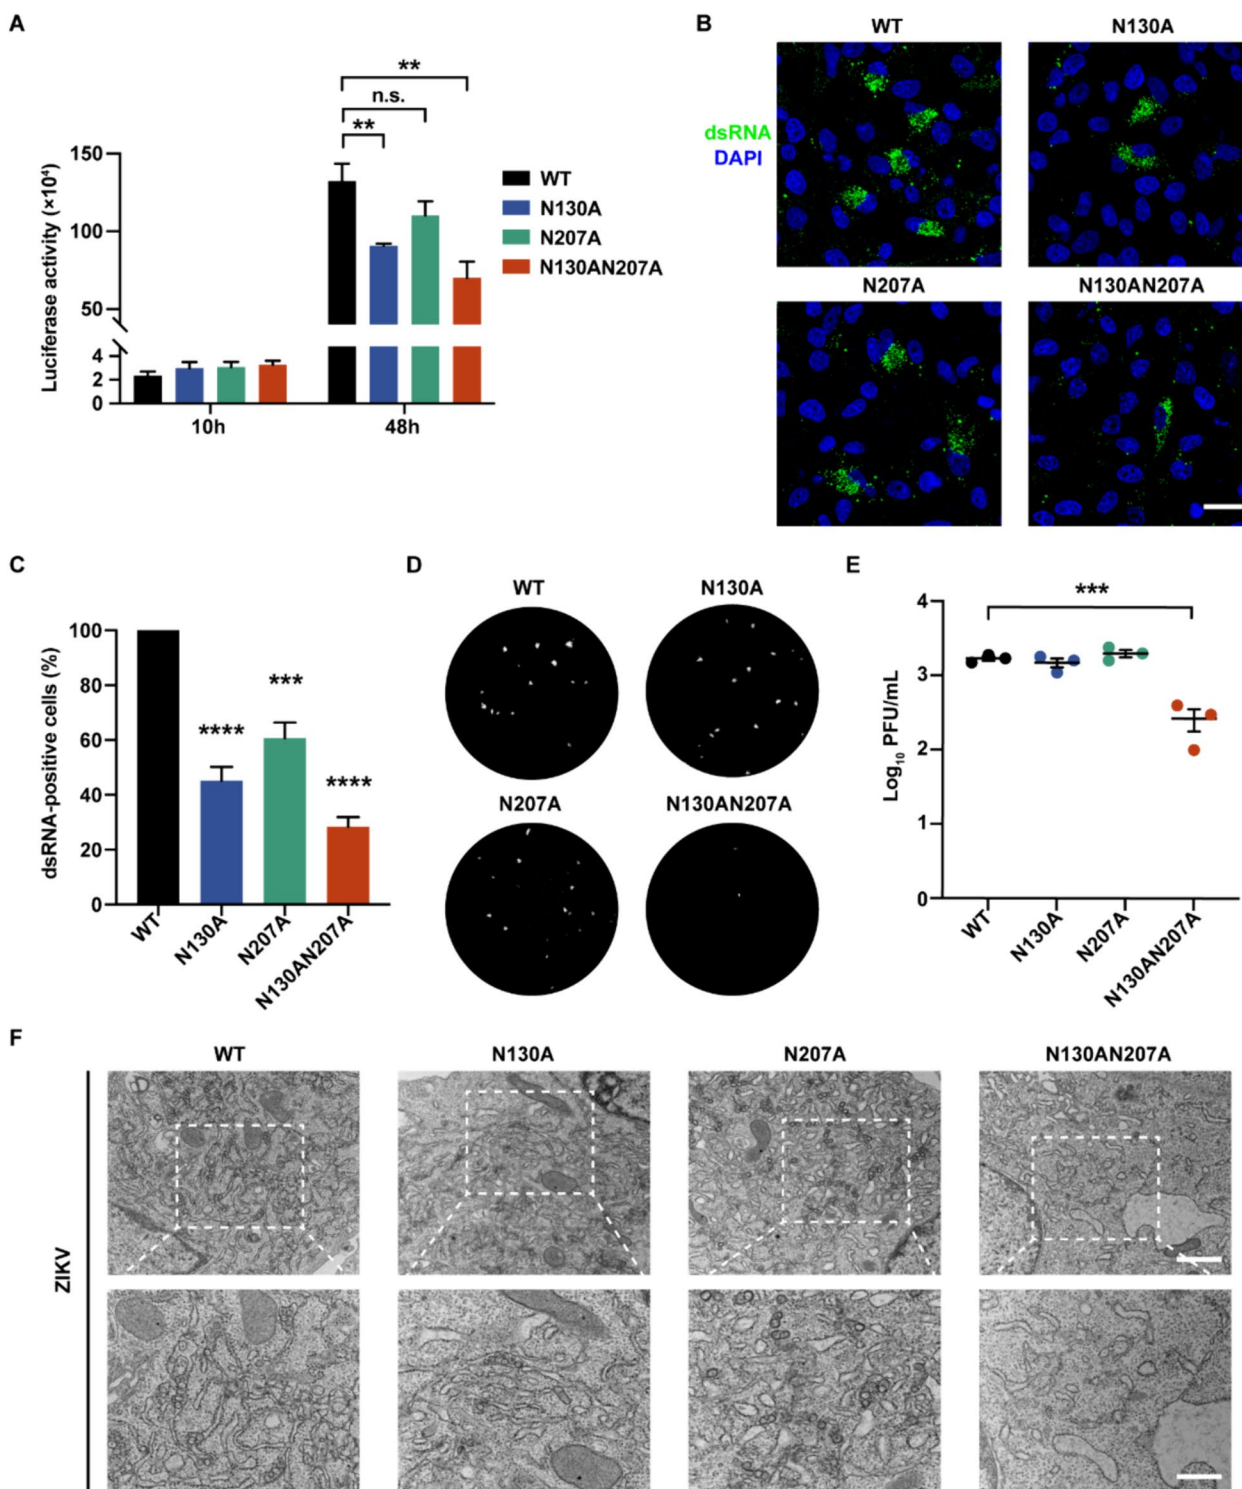 A
**
n.s.
**
Luciferase activity (×10⁴)
150
100
50
4
2
0
10h
48h
WT
N130A
N207A
N130AN207A
B
WT
N130A
dsRNA
DAPI
N207A
N130AN207A
C
dsRNA-positive cells (%)
100
80
60
40
20
0
****
***
****
WT
N130A
N207A
N130AN207A
D
WT
N130A
N207A
N130AN207A
E
***
Log₁₀ PFU/mL
4
3
2
1
0
WT
N130A
N207A
N130AN207A
F
WT
N130A
N207A
N130AN207A
ZIKV